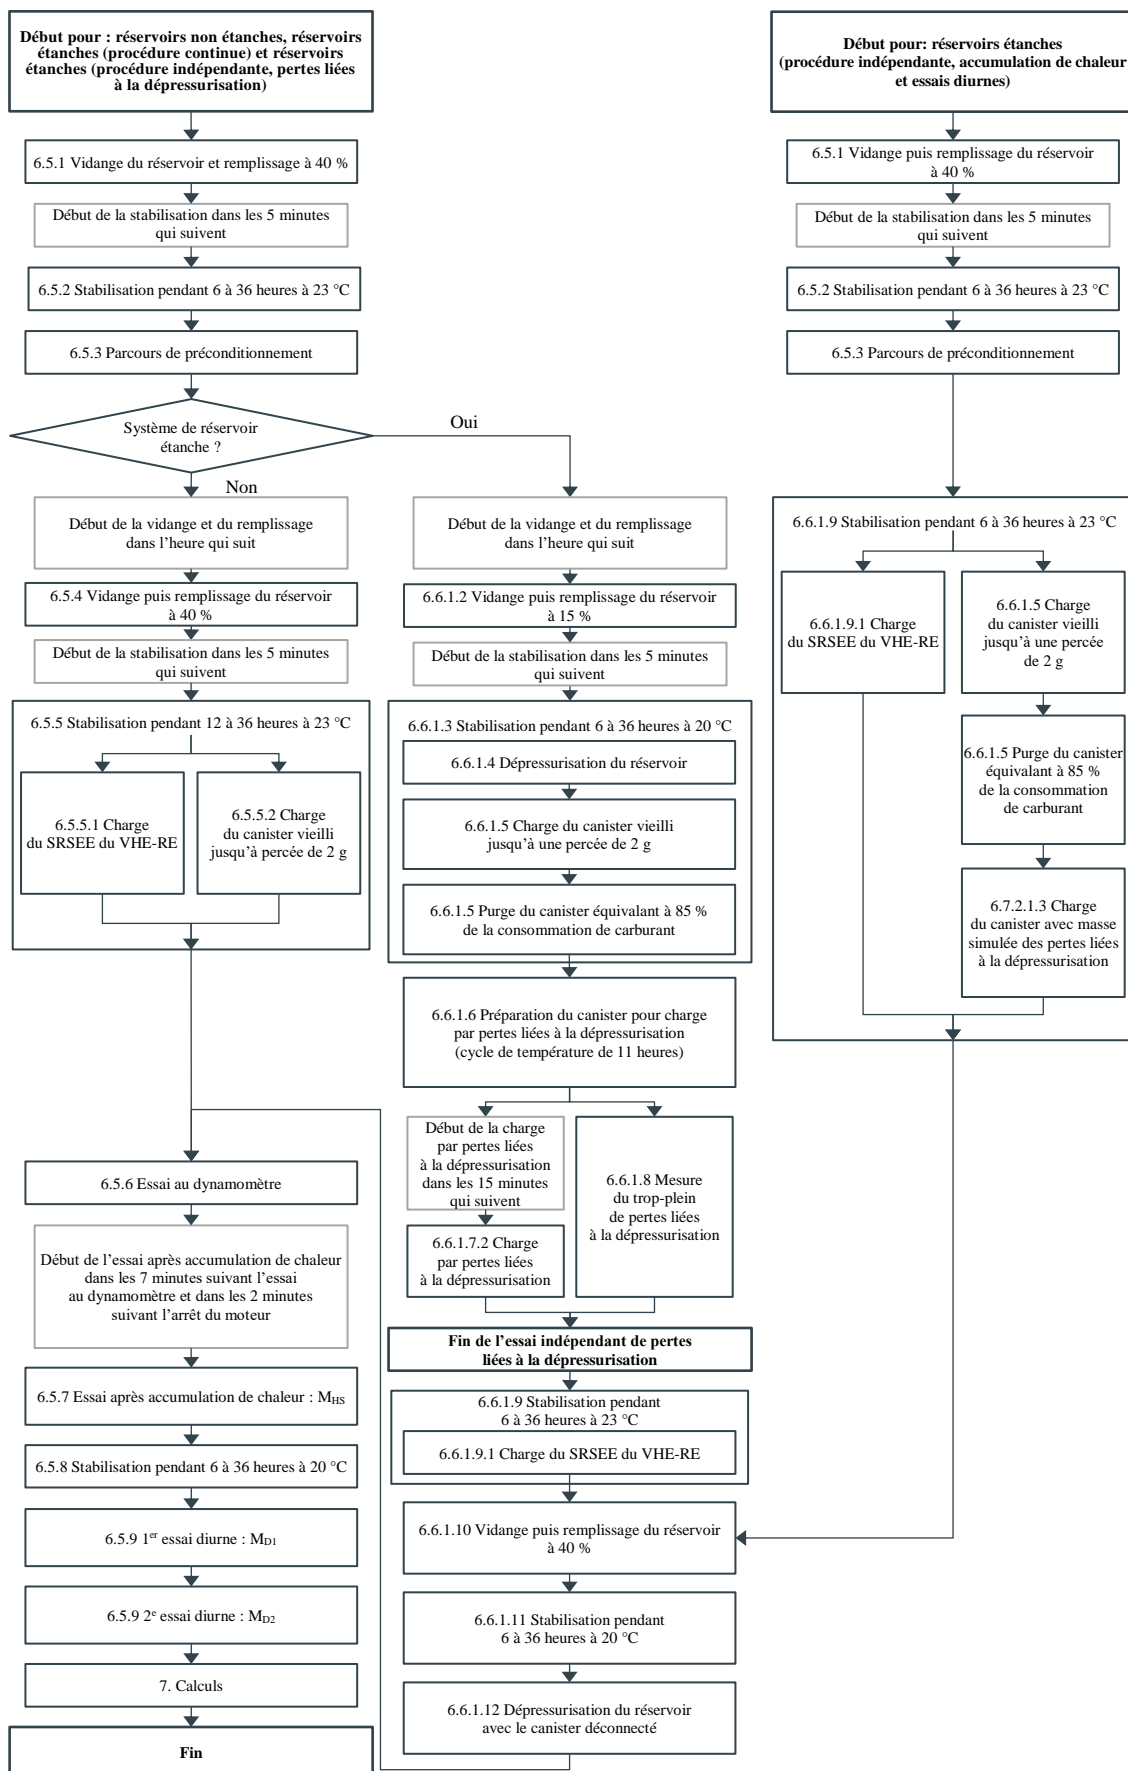 Début pour : réservoirs non étanches, réservoirs
étanches (procédure continue) et réservoirs
étanches (procédure indépendante, pertes liées
à la dépressurisation)
6.5.1 Vidange du réservoir et remplissage à 40 %
Début de la stabilisation dans les 5 minutes
qui suivent
6.5.2 Stabilisation pendant 6 à 36 heures à 23 °C
6.5.3 Parcours de préconditionnement
Système de réservoir
étanche ?
Oui
Non
Début de la vidange et du remplissage
dans l'heure qui suit
6.5.4 Vidange puis remplissage du réservoir
à 40 %
Début de la stabilisation dans les 5 minutes
qui suivent
6.5.5 Stabilisation pendant 12 à 36 heures à 23 °C
6.5.5.1 Charge
du SRSEE du VHE-RE
6.5.5.2 Charge
du canister vieilli
jusqu'à percée de 2 g
6.5.6 Essai au dynamomètre
Début de l'essai après accumulation de chaleur
dans les 7 minutes suivant l'essai
au dynamomètre et dans les 2 minutes
suivant l'arrêt du moteur
6.5.7 Essai après accumulation de chaleur : MHS
6.5.8 Stabilisation pendant 6 à 36 heures à 20 °C
6.5.9 1er essai diurne : MD1
6.5.9 2e essai diurne : MD2
7. Calculs
Fin
Début de la vidange et du remplissage
dans l'heure qui suit
6.6.1.2 Vidange puis remplissage du réservoir
à 15 %
Début de la stabilisation dans les 5 minutes
qui suivent
6.6.1.3 Stabilisation pendant 6 à 36 heures à 20 °C
6.6.1.4 Dépressurisation du réservoir
6.6.1.5 Charge du canister vieilli
jusqu'à une percée de 2 g
6.6.1.5 Purge du canister équivalant à 85 %
de la consommation de carburant
6.6.1.6 Préparation du canister pour charge
par pertes liées à la dépressurisation
(cycle de température de 11 heures)
Début de la charge
par pertes liées
à la dépressurisation
dans les 15 minutes
qui suivent
6.6.1.7.2 Charge
par pertes liées
à la dépressurisation
6.6.1.8 Mesure
du trop-plein
de pertes liées
à la dépressurisation
Fin de l'essai indépendant de pertes
liées à la dépressurisation
6.6.1.9 Stabilisation pendant
6 à 36 heures à 23 °C
6.6.1.9.1 Charge du SRSEE du VHE-RE
6.6.1.10 Vidange puis remplissage du réservoir
à 40 %
6.6.1.11 Stabilisation pendant
6 à 36 heures à 20 °C
6.6.1.12 Dépressurisation du réservoir
avec le canister déconnecté
Début pour: réservoirs étanches
(procédure indépendante, accumulation de chaleur
et essais diurnes)
6.5.1 Vidange puis remplissage du réservoir
à 40 %
Début de la stabilisation dans les 5 minutes
qui suivent
6.5.2 Stabilisation pendant 6 à 36 heures à 23 °C
6.5.3 Parcours de préconditionnement
6.6.1.9 Stabilisation pendant 6 à 36 heures à 23 °C
6.6.1.9.1 Charge
du SRSEE du VHE-RE
6.6.1.5 Charge
du canister vieilli
jusqu'à une percée
de 2 g
6.6.1.5 Purge du canister
équivalant à 85 %
de la consommation
de carburant
6.7.2.1.3 Charge
du canister avec masse
simulée des pertes liées
à la dépressurisation